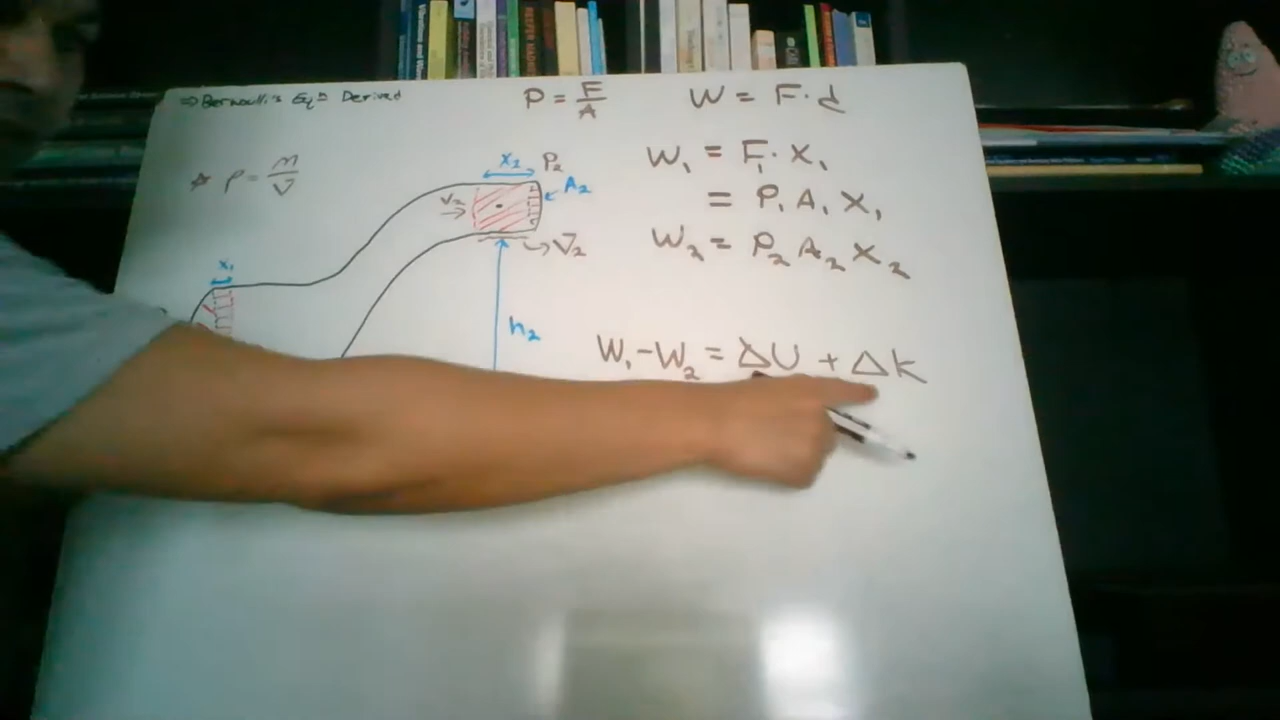 ⇒ Bernoulli's Eqⁿ Derived
P = F/A
W = F·d
* ρ = m/V
X₂ P₂
A₂
v₂
V₂
x₁
h₂
W₁ = F₁·X₁
= P₁ A₁ X₁
W₂ = P₂ A₂ X₂
W₁-W₂ = ΔU + ΔK